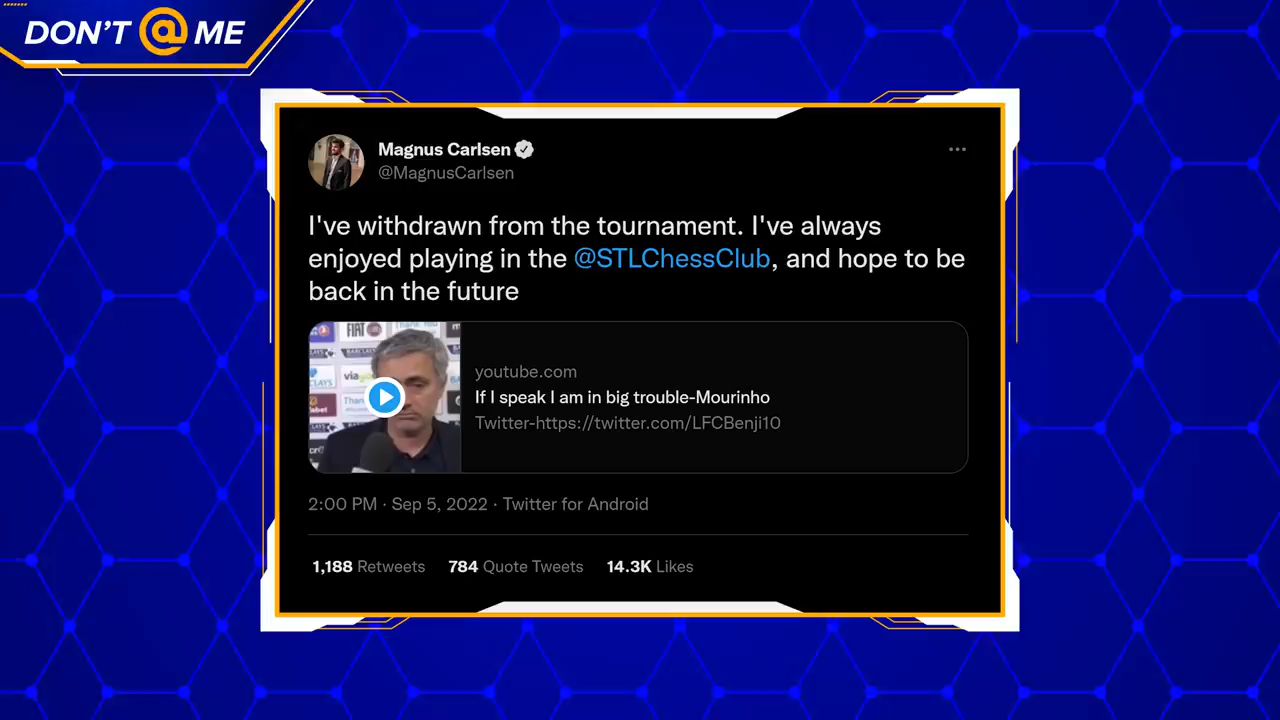 DON'T @ ME
Magnus Carlsen
@MagnusCarlsen
I've withdrawn from the tournament. I've always
enjoyed playing in the @STLChessClub, and hope to be
back in the future
FIAT
BARCLAYS
via
youtube.com
If I speak I am in big trouble-Mourinho
Twitter-https://twitter.com/LFCBenji10
2:00 PM · Sep 5, 2022 · Twitter for Android
1,188 Retweets 784 Quote Tweets 14.3K Likes